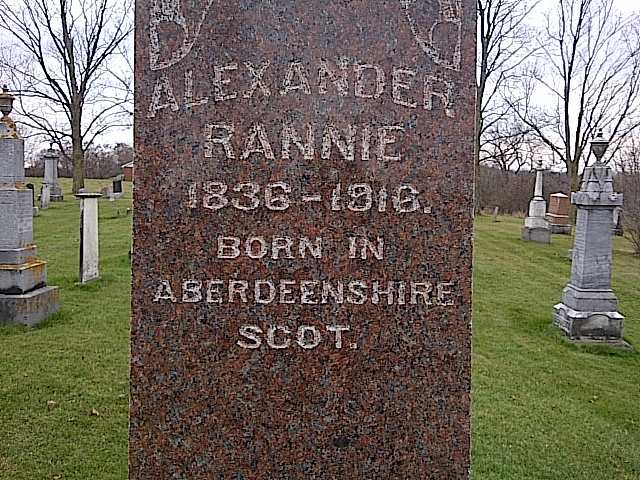 ALEXANDER
RANNIE
1836-1916.
BORN IN
ABERDEENSHIRE
SCOT.